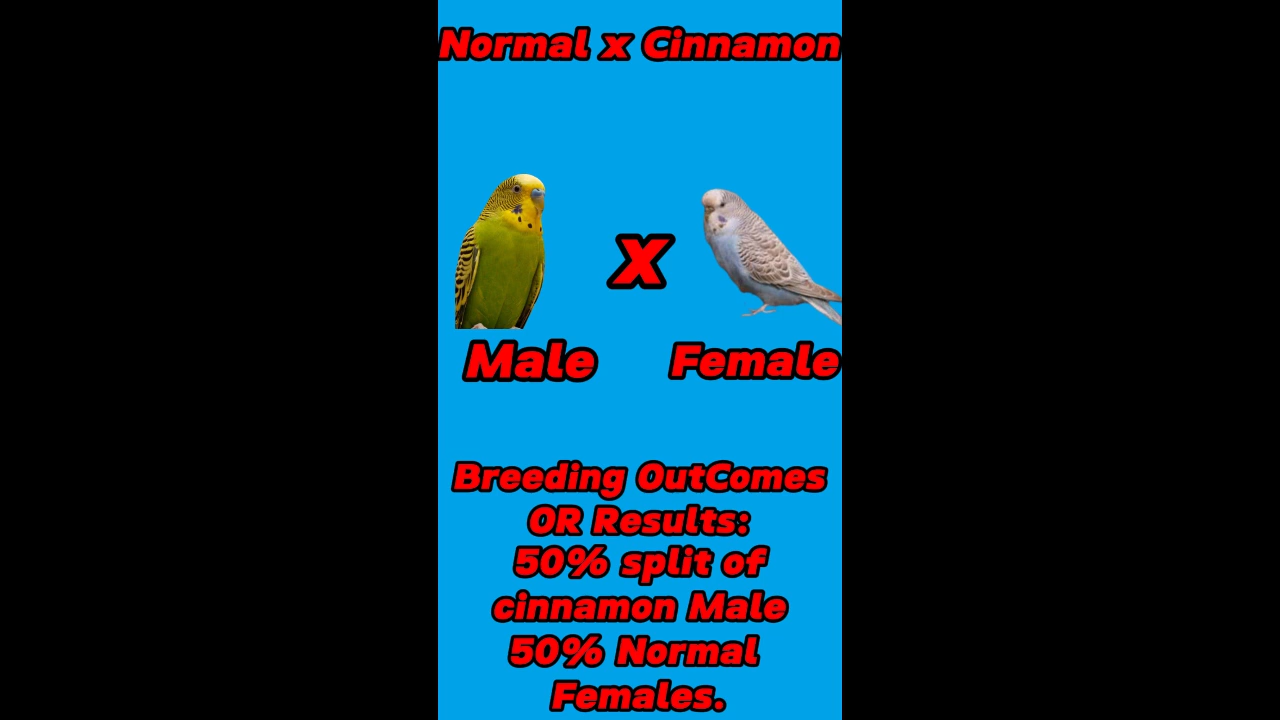 Normal x Cinnamon
x
Male Female
Breeding OutComes
OR Results:
50% split of
cinnamon Male
50% Normal
Females.